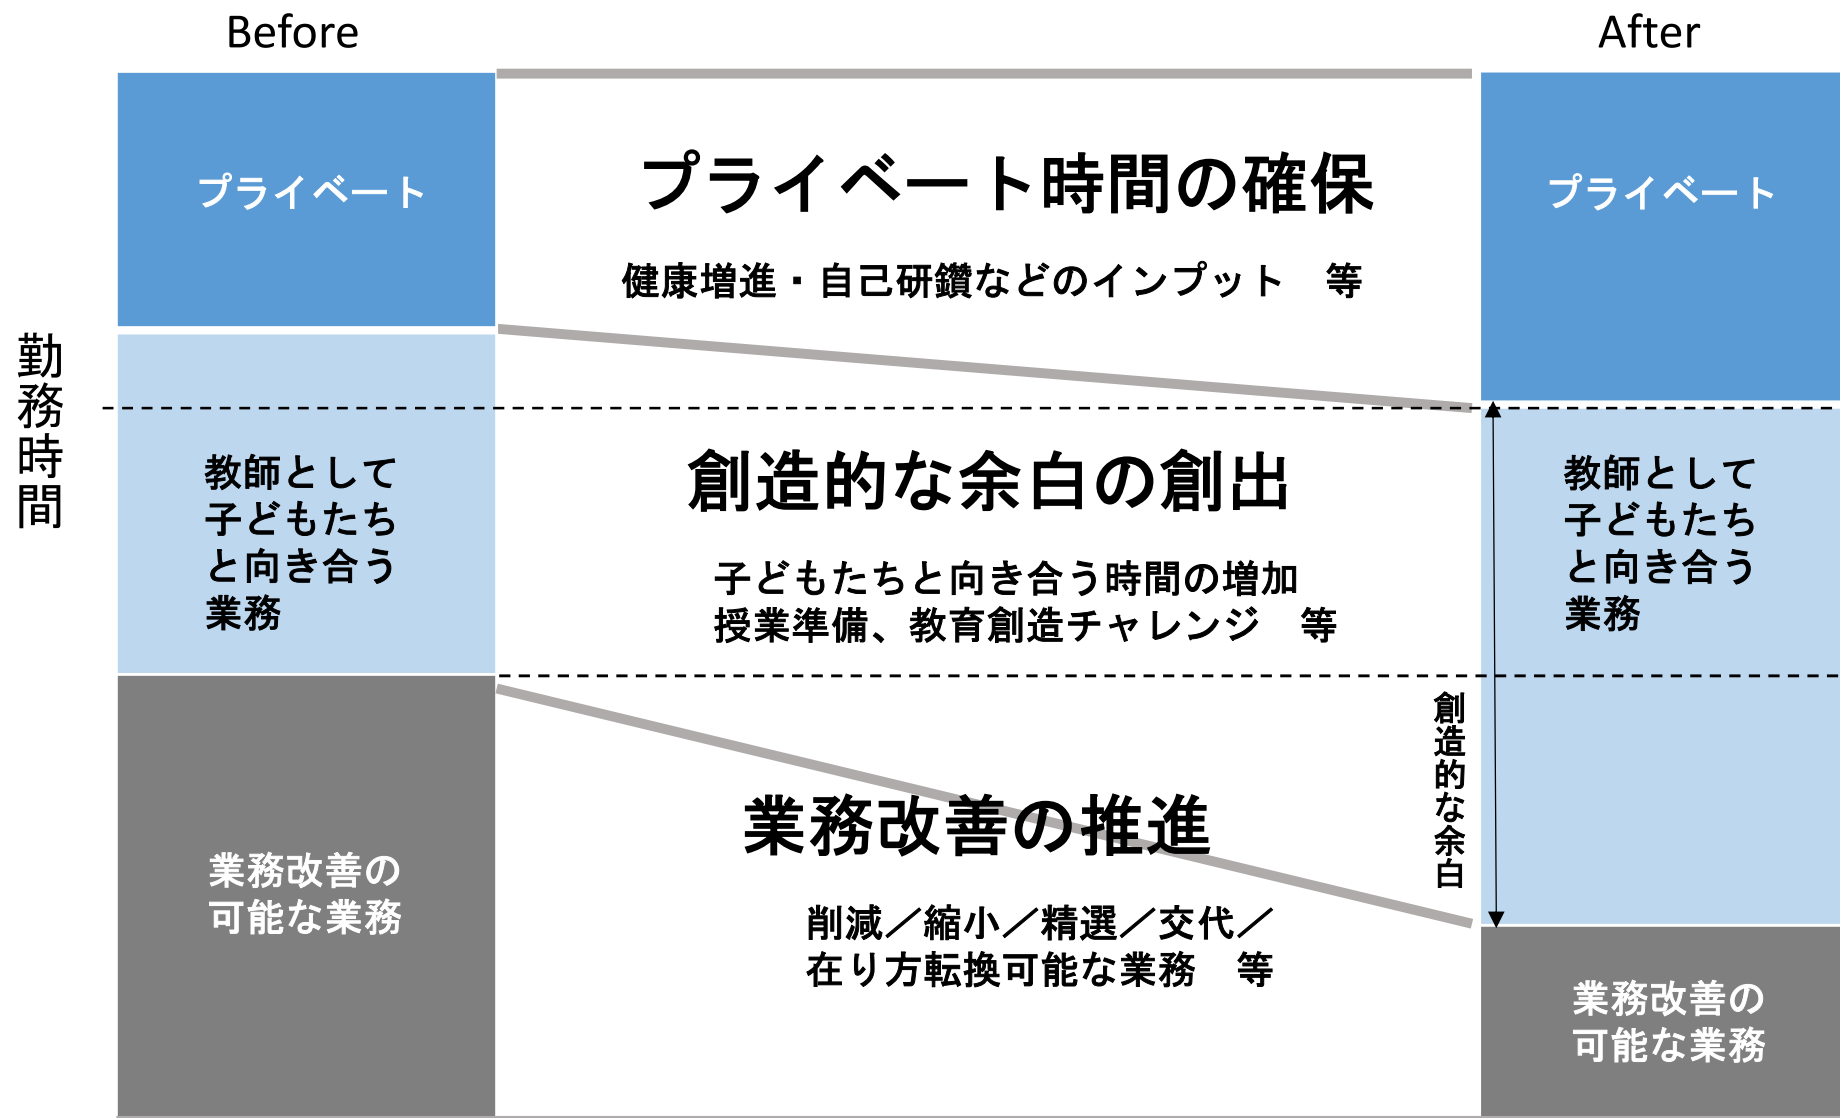 Before
After
プライベート
プライベート時間の確保
健康増進・自己研鑽などのインプット　等
プライベート
勤務時間
教師として
子どもたち
と向き合う
業務
創造的な余白の創出
子どもたちと向き合う時間の増加
授業準備、教育創造チャレンジ　等
教師として
子どもたち
と向き合う
業務
創造的な余白
業務改善の
可能な業務
業務改善の推進
削減／縮小／精選／交代／
在り方転換可能な業務　等
業務改善の
可能な業務